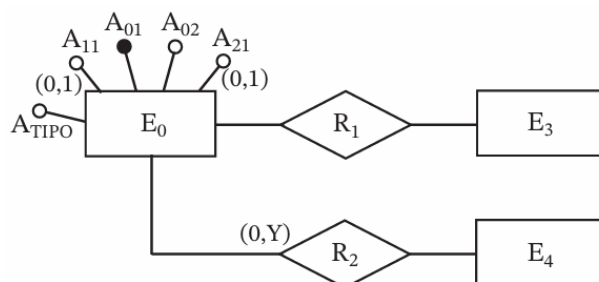 A01 A02
A11 A21
(0,1) (0,1)
ATIPO E0 R1 E3
(0,Y)
R2 E4